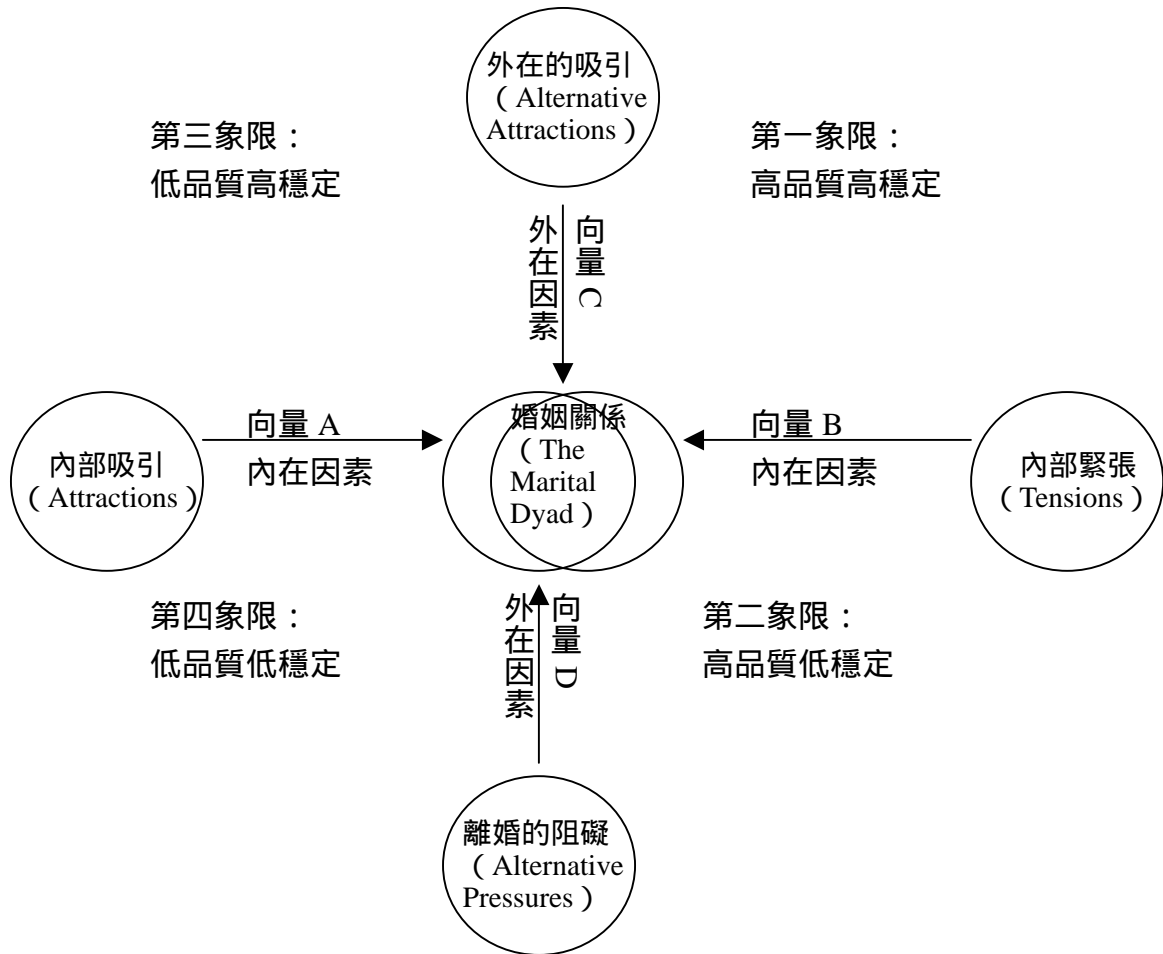 外在的吸引
（Alternative
Attractions）
第三象限：
低品質高穩定
第一象限：
高品質高穩定
外在因素
向量 C
向量 A
內在因素
婚姻關係
（The
Marital
Dyad）
向量 B
內在因素
內部吸引
（Attractions）
內部緊張
（Tensions）
第四象限：
低品質低穩定
外在因素
向量 D
第二象限：
高品質低穩定
離婚的阻礙
（Alternative
Pressures）